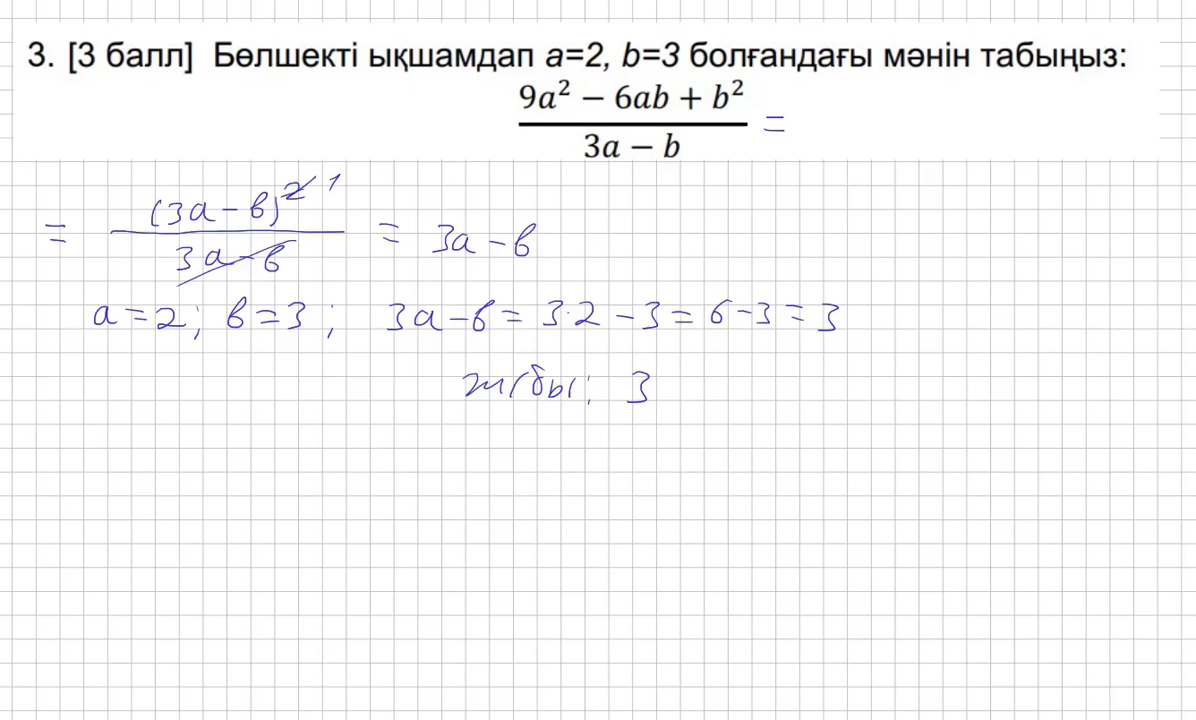 3. [3 балл] Бөлшекті ықшамдап a=2, b=3 болғандағы мәнін табыңыз:
9a² − 6ab + b²
=
3a − b
(3a − b)² 1
= = 3a − b
3a − b
a = 2; b = 3; 3a − b = 3·2 − 3 = 6 − 3 = 3
3